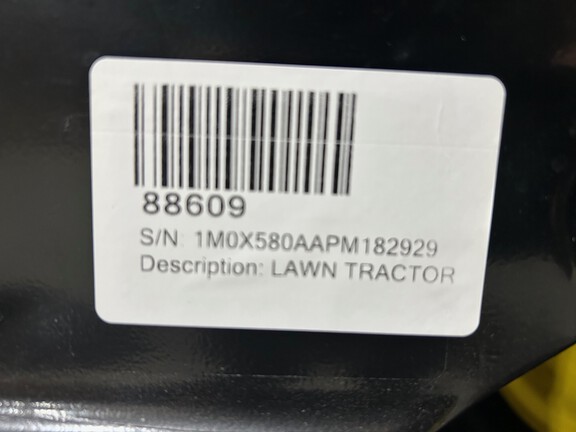 88609
S/N: 1M0X580AAPM182929
Description: LAWN TRACTOR